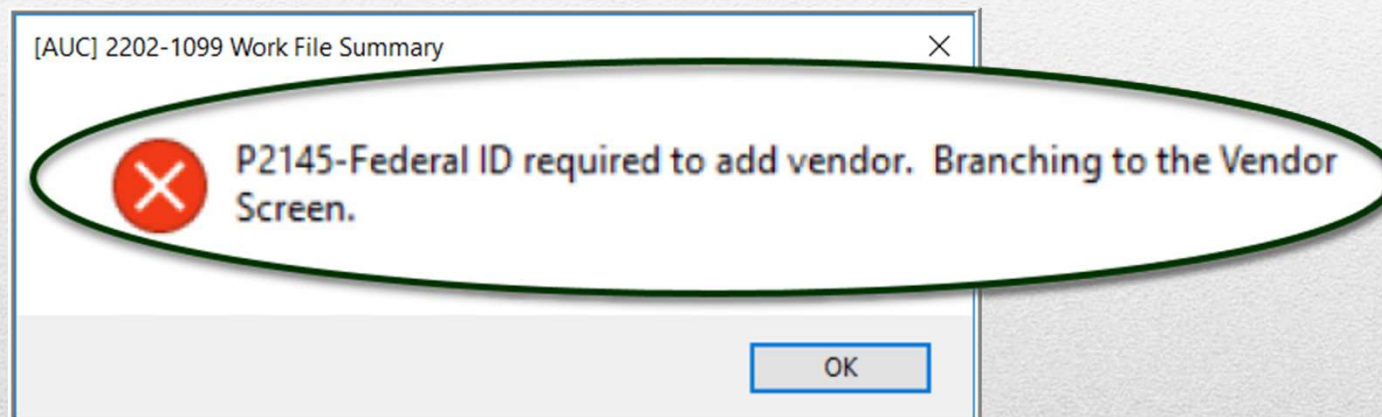 [AUC] 2202-1099 Work File Summary
P2145-Federal ID required to add vendor.  Branching to the Vendor
Screen.
OK